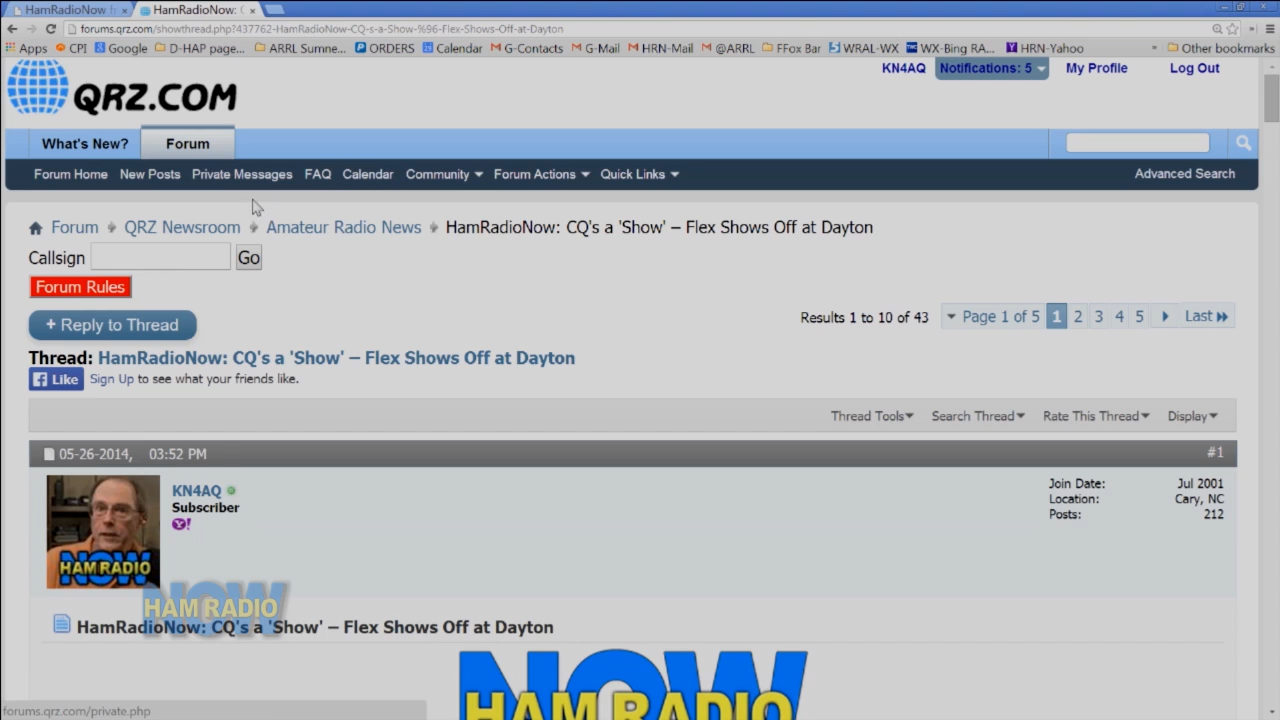 HamRadioNow fr
HamRadioNow: C
forums.qrz.com/showthread.php?437762-HamRadioNow-CQ-s-a-Show-%96-Flex-Shows-Off-at-Dayton
Apps CPI Google D-HAP page... ARRL Sumne... ORDERS Calendar G-Contacts G-Mail HRN-Mail @ARRL FFox Bar WRAL-WX WX-Bing RA... HRN-Yahoo Other bookmarks
KN4AQ Notifications: 5 My Profile Log Out
QRZ.COM
What's New? Forum
Forum Home New Posts Private Messages FAQ Calendar Community Forum Actions Quick Links Advanced Search
Forum QRZ Newsroom Amateur Radio News HamRadioNow: CQ's a 'Show' – Flex Shows Off at Dayton
Callsign Go
Forum Rules
+ Reply to Thread
Results 1 to 10 of 43 Page 1 of 5 1 2 3 4 5 Last
Thread: HamRadioNow: CQ's a 'Show' – Flex Shows Off at Dayton
Like Sign Up to see what your friends like.
Thread Tools Search Thread Rate This Thread Display
05-26-2014, 03:52 PM #1
KN4AQ
Subscriber
Y!
Join Date: Jul 2001
Location: Cary, NC
Posts: 212
NOW
HAM RADIO
NOW
HAM RADIO
HamRadioNow: CQ's a 'Show' – Flex Shows Off at Dayton
NOW
HAM RADIO
forums.qrz.com/private.php